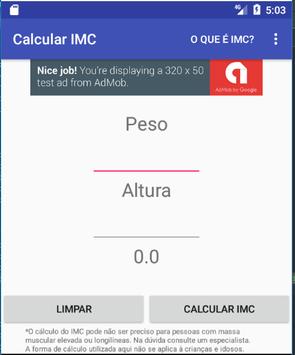 4G 5:03
Calcular IMC O QUE É IMC?
Nice job! You're displaying a 320 x 50
test ad from AdMob.
AdMob by Google
Peso
Altura
0.0
LIMPAR CALCULAR IMC
*O cálculo do IMC pode não ser preciso para pessoas com massa
muscular elevada ou longilíneas. Na dúvida consulte um especialista.
A forma de cálculo utilizada aqui não se aplica à crianças e idosos.